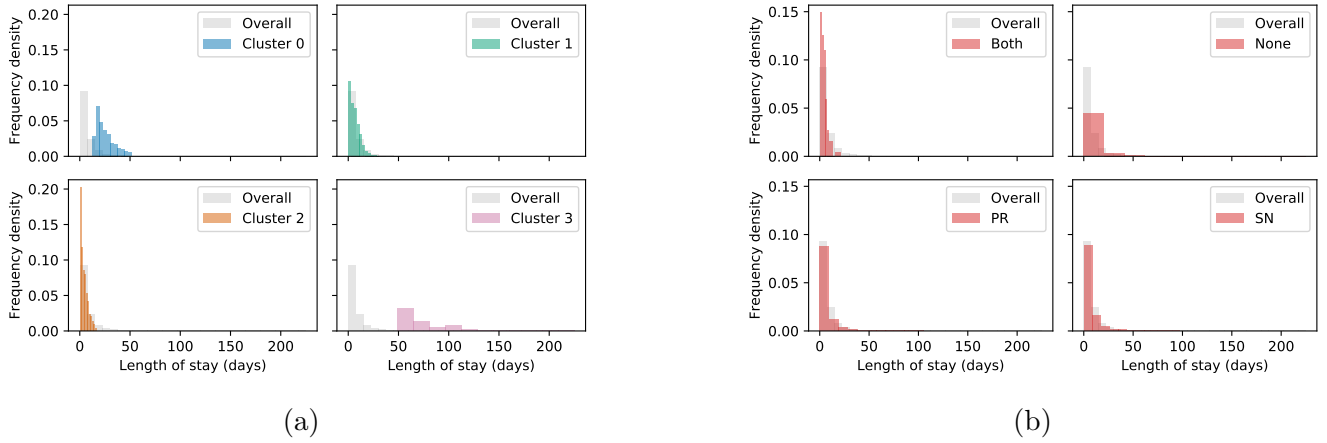 0.20
0.15
0.10
0.05
0.00
Frequency density
Overall
Cluster 0
Overall
Cluster 1
0.20
0.15
0.10
0.05
0.00
Frequency density
Overall
Cluster 2
0 50 100 150 200
Length of stay (days)
Overall
Cluster 3
0 50 100 150 200
Length of stay (days)
(a)
0.15
0.10
0.05
0.00
Frequency density
Overall
Both
Overall
None
0.15
0.10
0.05
0.00
Frequency density
Overall
PR
0 50 100 150 200
Length of stay (days)
Overall
SN
0 50 100 150 200
Length of stay (days)
(b)